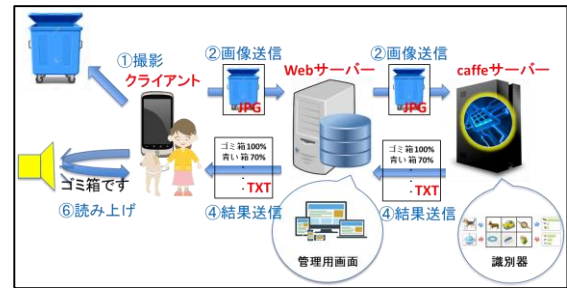 ①撮影
クライアント
②画像送信
JPG
Webサーバー
②画像送信
JPG
caffeサーバー
ゴミ箱です
⑥読み上げ
ゴミ箱100%
青い箱70%
TXT
④結果送信
ゴミ箱100%
青い箱70%
TXT
④結果送信
管理用画面
識別器